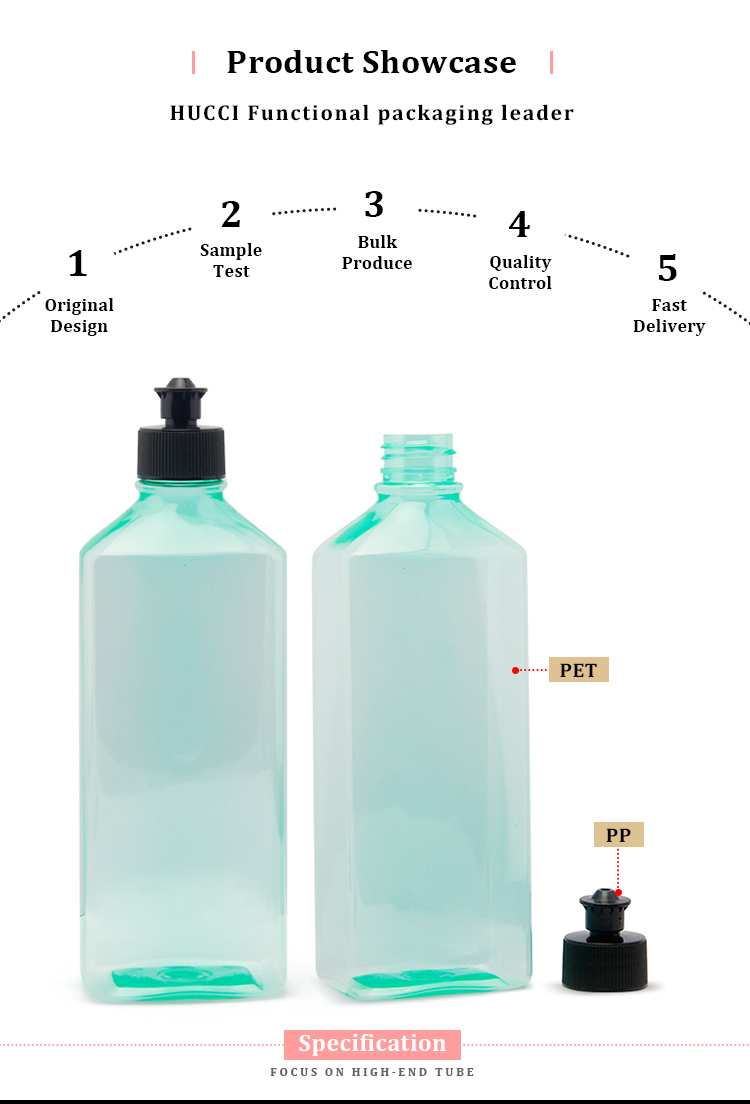 Product Showcase
HUCCI Functional packaging leader
1
Original
Design
2
Sample
Test
3
Bulk
Produce
4
Quality
Control
5
Fast
Delivery
PET
PP
Specification
FOCUS ON HIGH-END TUBE